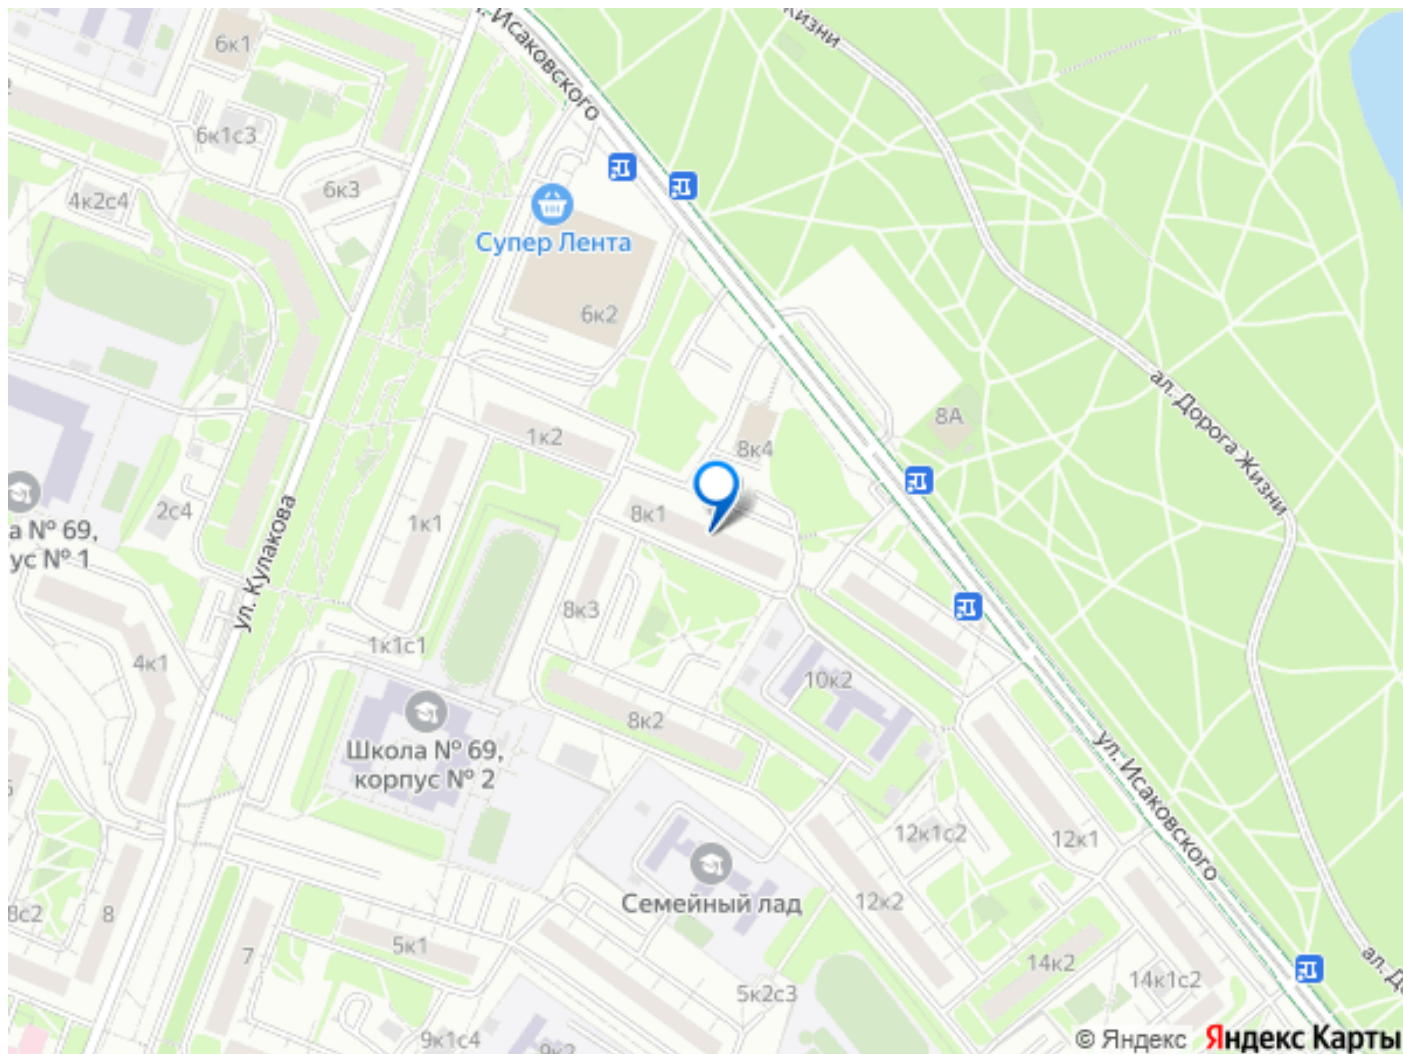 ул. Исаковского
Жизни
6к1
6к1с3
6к3
4к2с4
Супер Лента
6к2
8А
ал. Дорога Жизни
1к2
8к4
8к1
1к1
2с4
а № 69,
ус № 1
ул. Кулакова
8к3
1к1с1
4к1
10к2
8к2
Школа № 69,
корпус № 2
ул. Исаковского
12к1с2
12к1
Семейный лад
12к2
8с2
8
7
5к1
14к2
14к1с2
5к2с3
9к1с4
9к2
© Яндекс Яндекс Карты